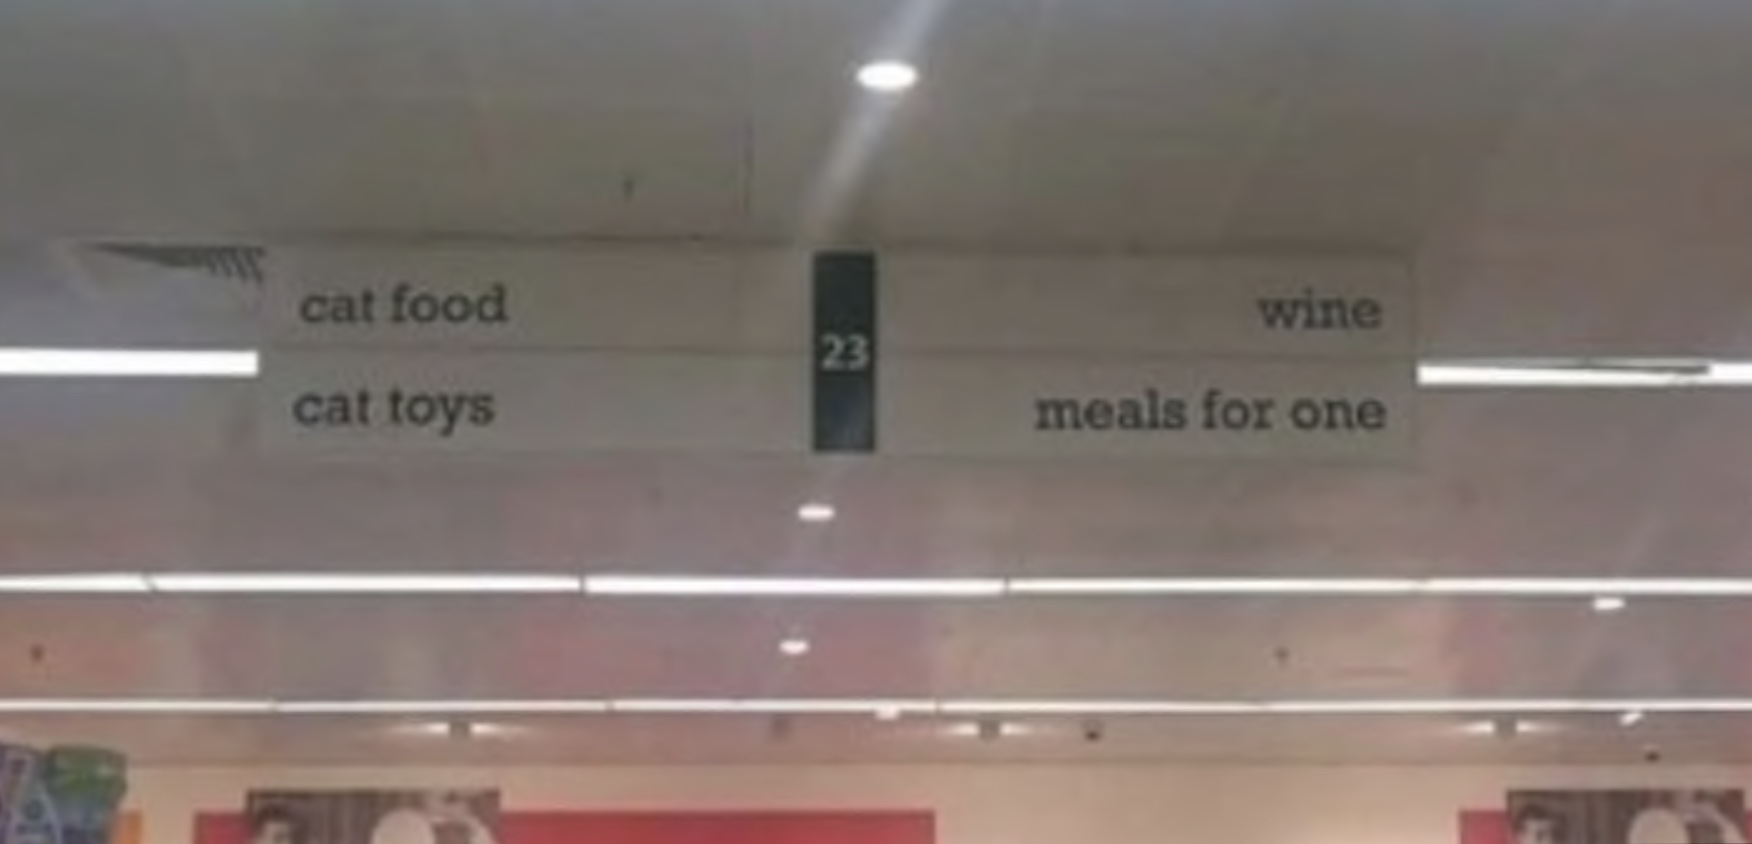 cat food
cat toys
23
wine
meals for one